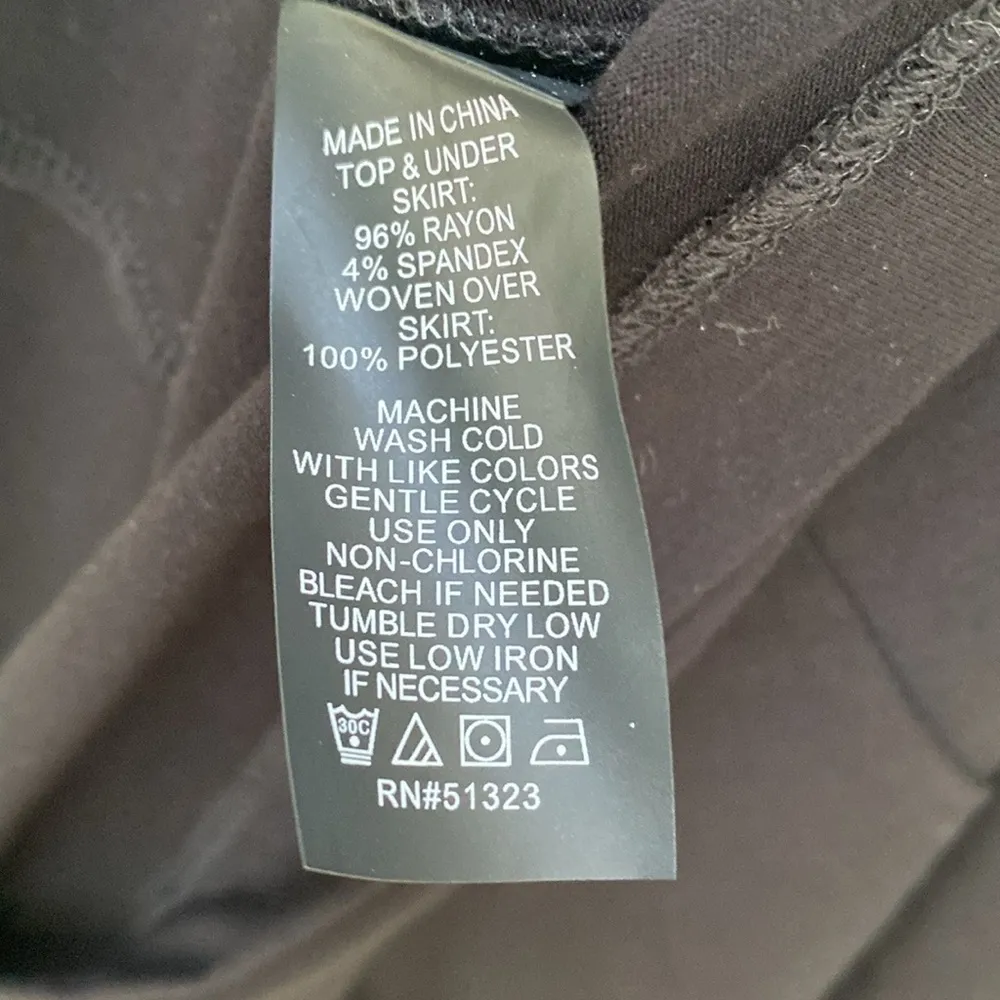 MADE IN CHINA
TOP & UNDER
SKIRT:
96% RAYON
4% SPANDEX
WOVEN OVER
SKIRT:
100% POLYESTER
MACHINE
WASH COLD
WITH LIKE COLORS
GENTLE CYCLE
USE ONLY
NON-CHLORINE
BLEACH IF NEEDED
TUMBLE DRY LOW
USE LOW IRON
IF NECESSARY
30C
RN#51323